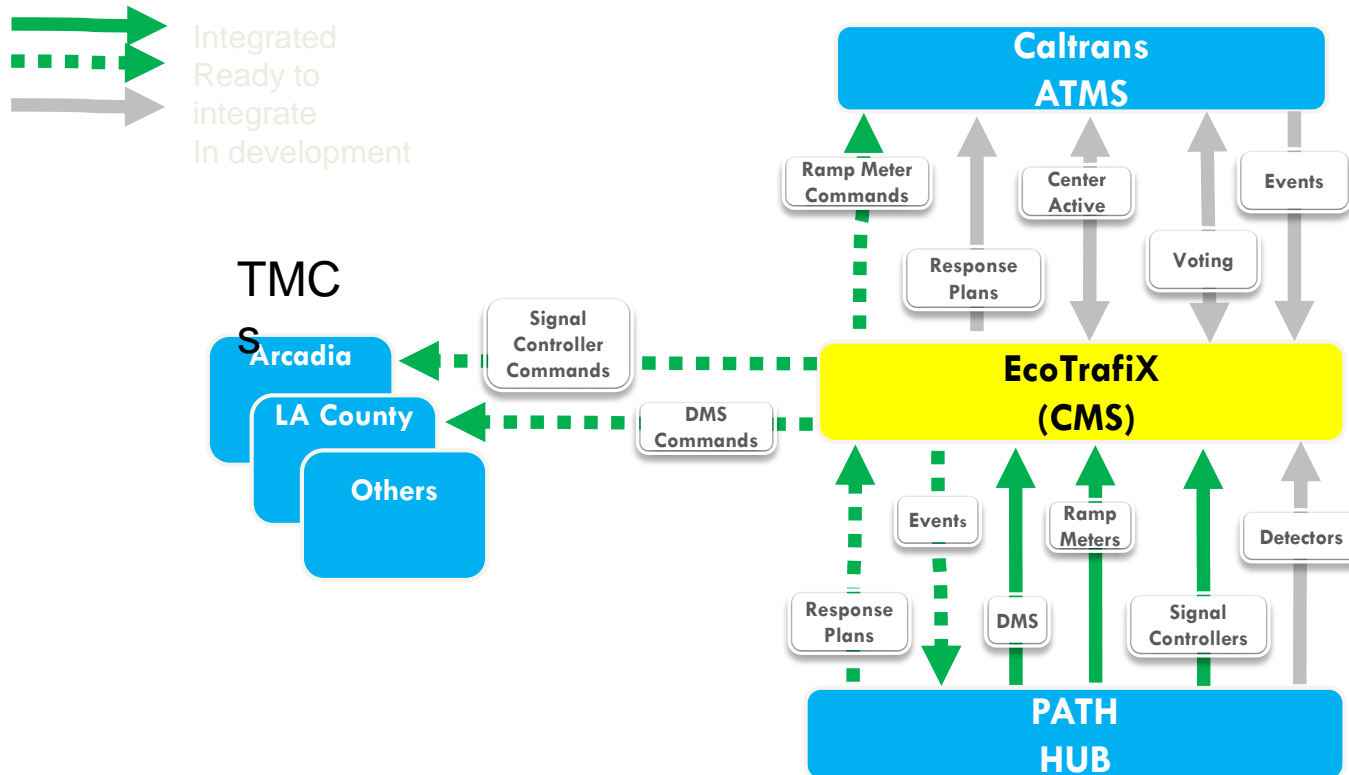 Integrated
Ready to
integrate
In development
Caltrans
ATMS
Ramp Meter
Commands
Center
Active
Events
Response
Plans
Voting
TMC
s
Arcadia
LA County
Others
Signal
Controller
Commands
DMS
Commands
EcoTrafiX
(CMS)
Response
Plans
Events
DMS
Ramp
Meters
Signal
Controllers
Detectors
PATH
HUB